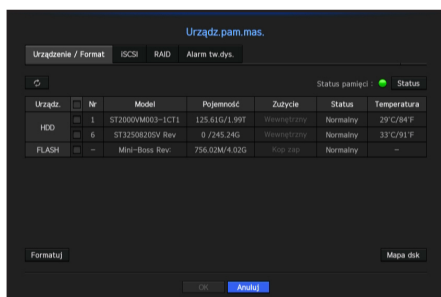 Urządz.pam.mas.
Urządzenie / Format ISCSI RAID Alarm tw.dys.
Status pamięci : Status
Urządz. Nr Model Pojemność Zużycie Status Temperatura
HDD
1 ST2000VM003-1CT1 125.61G/1.99T Wewnętrzny Normalny 29°C/84°F
6 ST3250820SV Rev 0 /245.24G Wewnętrzny Normalny 33°C/91°F
FLASH – Mini-Boss Rev: 756.02M/4.02G Kop zap Normalny –
Formatuj Mapa dsk
OK Anuluj